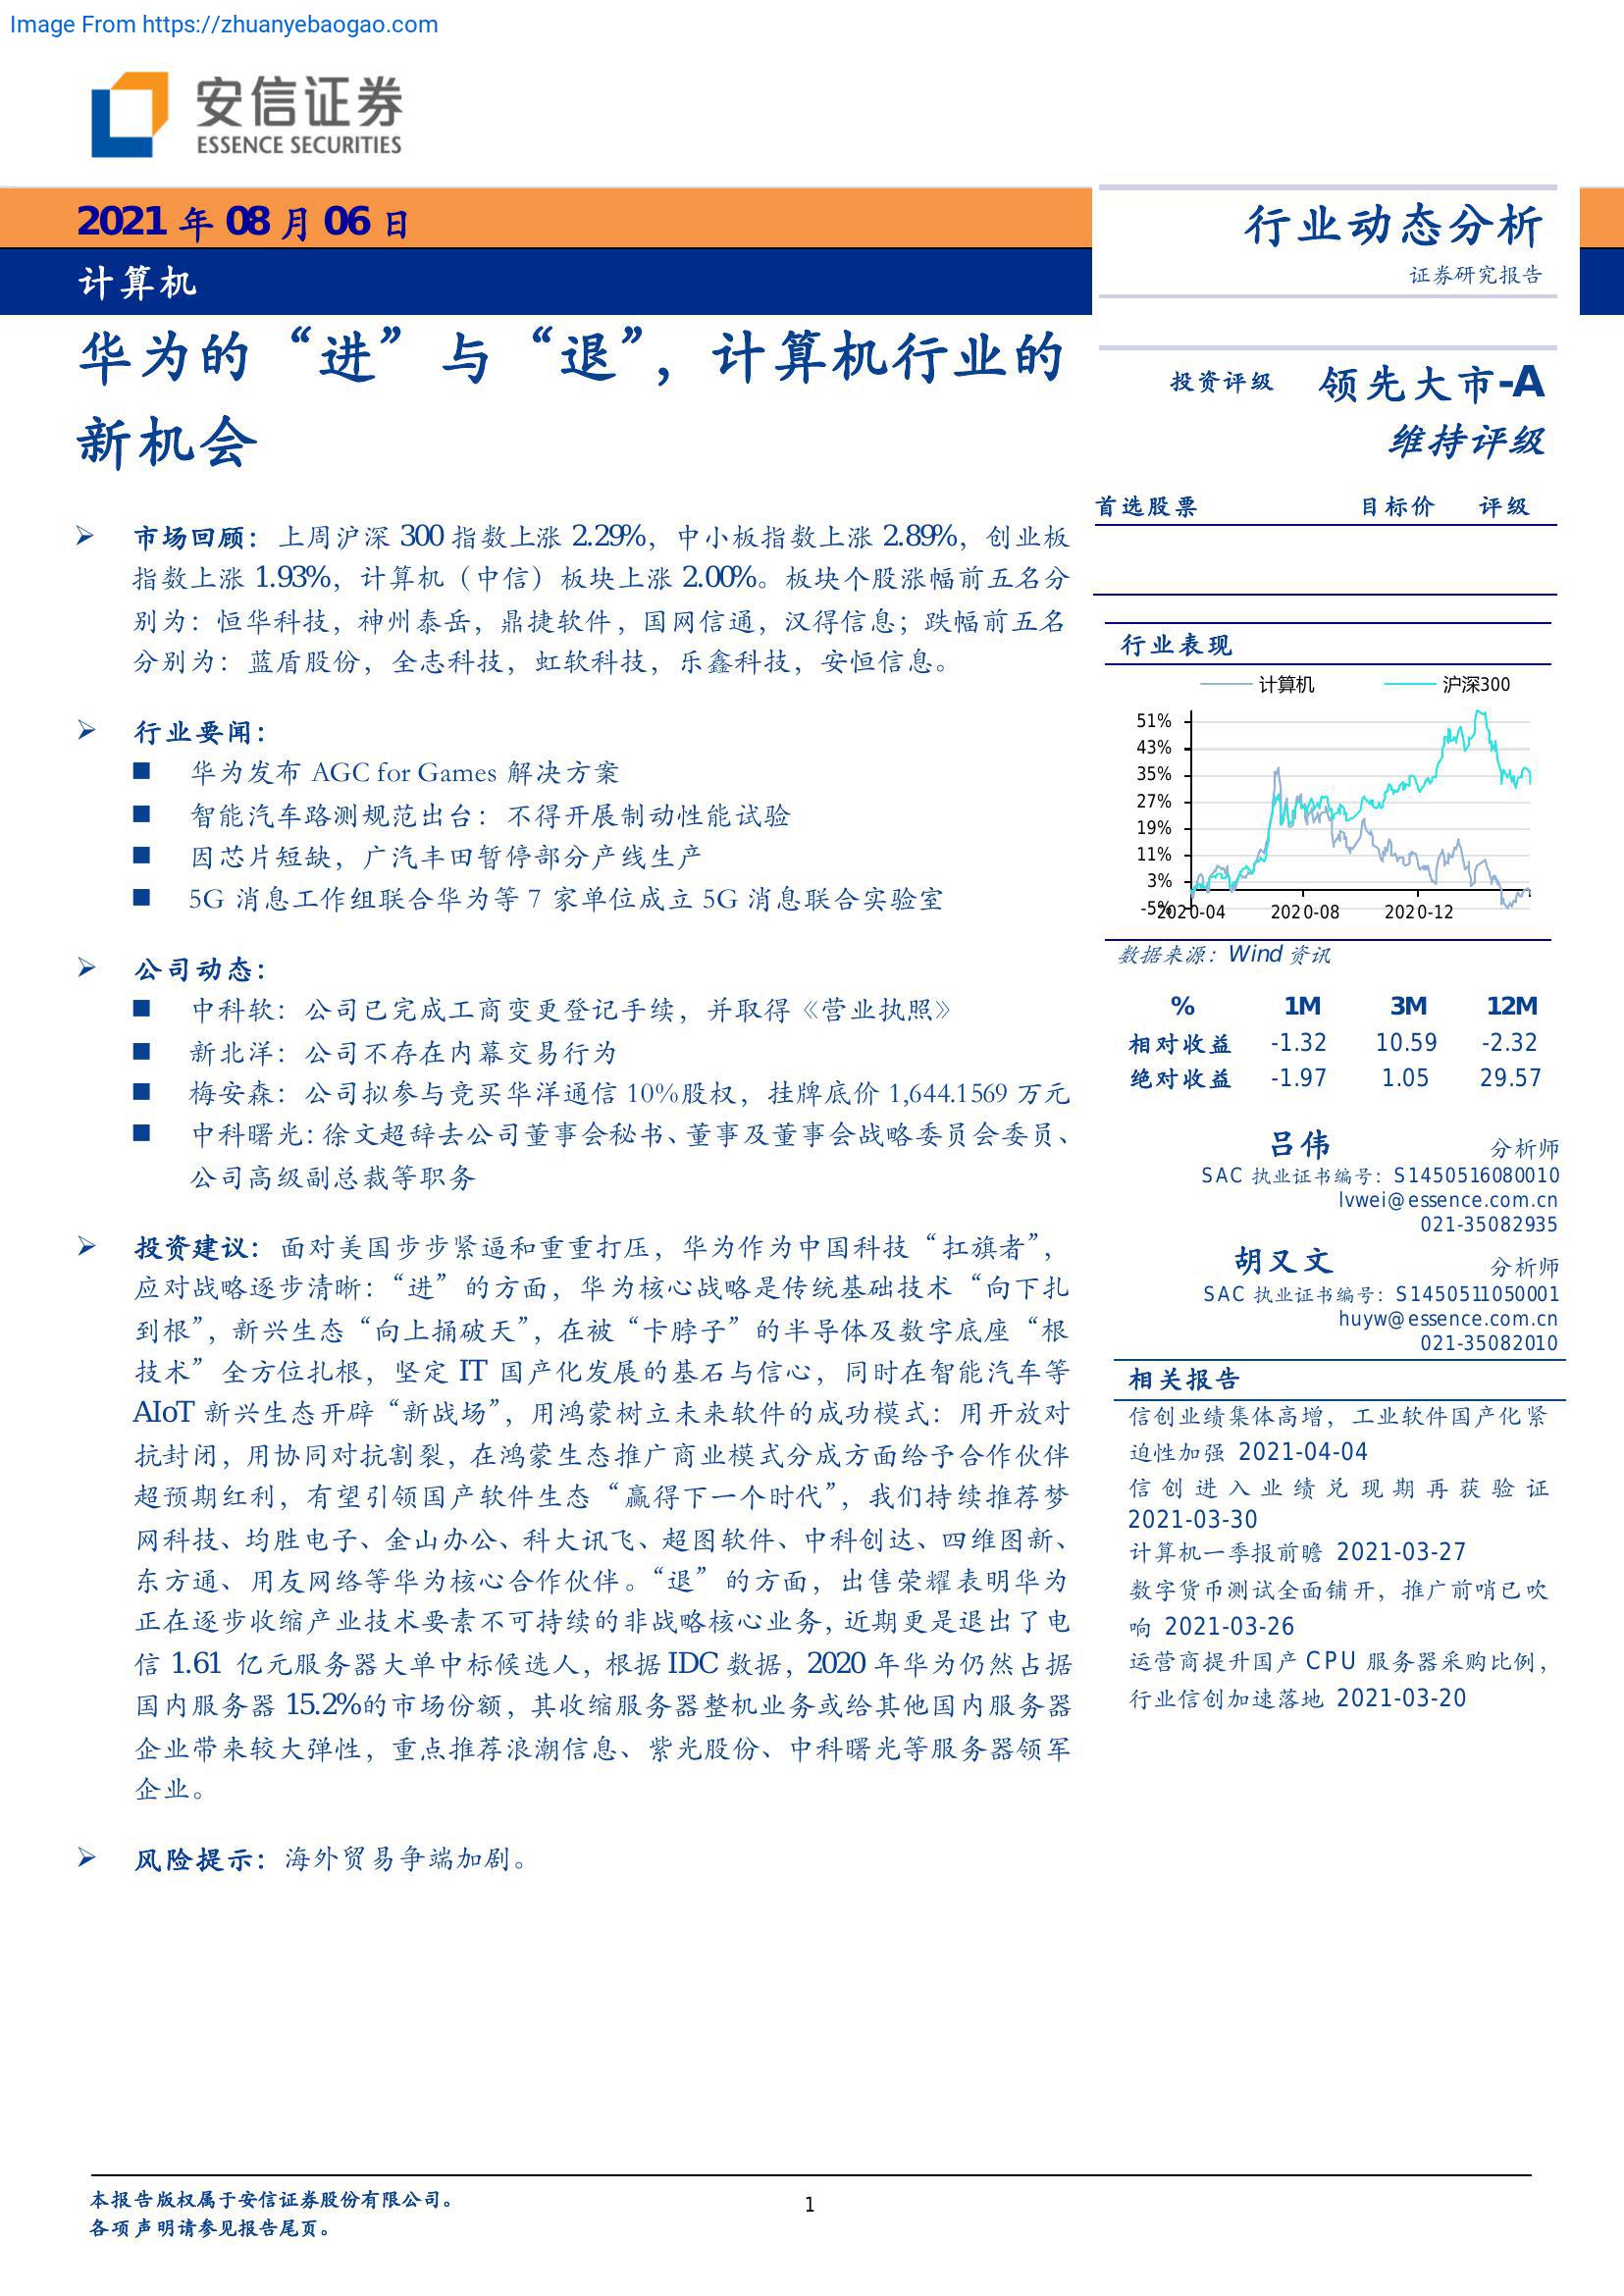 Image From https://zhuanyebaogao.com
安信证券
ESSENCE SECURITIES
2021 年 08 月 06 日
计算机
行业动态分析
证券研究报告
华为的“进”与“退”，计算机行业的
新机会
市场回顾：上周沪深 300 指数上涨 2.29%，中小板指数上涨 2.89%，创业板
指数上涨 1.93%，计算机（中信）板块上涨 2.00%。板块个股涨幅前五名分
别为：恒华科技，神州泰岳，鼎捷软件，国网信通，汉得信息；跌幅前五名
分别为：蓝盾股份，全志科技，虹软科技，乐鑫科技，安恒信息。
行业要闻：
华为发布 AGC for Games 解决方案
智能汽车路测规范出台：不得开展制动性能试验
因芯片短缺，广汽丰田暂停部分产线生产
5G 消息工作组联合华为等 7 家单位成立 5G 消息联合实验室
公司动态：
中科软：公司已完成工商变更登记手续，并取得《营业执照》
新北洋：公司不存在内幕交易行为
梅安森：公司拟参与竞买华洋通信 10%股权，挂牌底价 1,644.1569 万元
中科曙光：徐文超辞去公司董事会秘书、董事及董事会战略委员会委员、
公司高级副总裁等职务
投资建议：面对美国步步紧逼和重重打压，华为作为中国科技“扛旗者”，
应对战略逐步清晰：“进”的方面，华为核心战略是传统基础技术“向下扎
到根”，新兴生态“向上捅破天”，在被“卡脖子”的半导体及数字底座“根
技术”全方位扎根，坚定 IT 国产化发展的基石与信心，同时在智能汽车等
AIoT 新兴生态开辟“新战场”，用鸿蒙树立未来软件的成功模式：用开放对
抗封闭，用协同对抗割裂，在鸿蒙生态推广商业模式分成方面给予合作伙伴
超预期红利，有望引领国产软件生态“赢得下一个时代”，我们持续推荐梦
网科技、均胜电子、金山办公、科大讯飞、超图软件、中科创达、四维图新、
东方通、用友网络等华为核心合作伙伴。“退”的方面，出售荣耀表明华为
正在逐步收缩产业技术要素不可持续的非战略核心业务，近期更是退出了电
信 1.61 亿元服务器大单中标候选人，根据 IDC 数据，2020 年华为仍然占据
国内服务器 15.2%的市场份额，其收缩服务器整机业务或给其他国内服务器
企业带来较大弹性，重点推荐浪潮信息、紫光股份、中科曙光等服务器领军
企业。
风险提示：海外贸易争端加剧。
投资评级 领先大市-A
维持评级
首选股票 目标价 评级
行业表现
计算机 沪深300
51%
43%
35%
27%
19%
11%
3%
-5%
2020-04 2020-08 2020-12
数据来源：Wind 资讯
% 1M 3M 12M
相对收益 -1.32 10.59 -2.32
绝对收益 -1.97 1.05 29.57
吕伟 分析师
SAC 执业证书编号：S1450516080010
lvwei@essence.com.cn
021-35082935
胡又文 分析师
SAC 执业证书编号：S1450511050001
huyw@essence.com.cn
021-35082010
相关报告
信创业绩集体高增，工业软件国产化紧
迫性加强 2021-04-04
信创进入业绩兑现期再获验证
2021-03-30
计算机一季报前瞻 2021-03-27
数字货币测试全面铺开，推广前哨已吹
响 2021-03-26
运营商提升国产 CPU 服务器采购比例，
行业信创加速落地 2021-03-20
本报告版权属于安信证券股份有限公司。
各项声明请参见报告尾页。
1